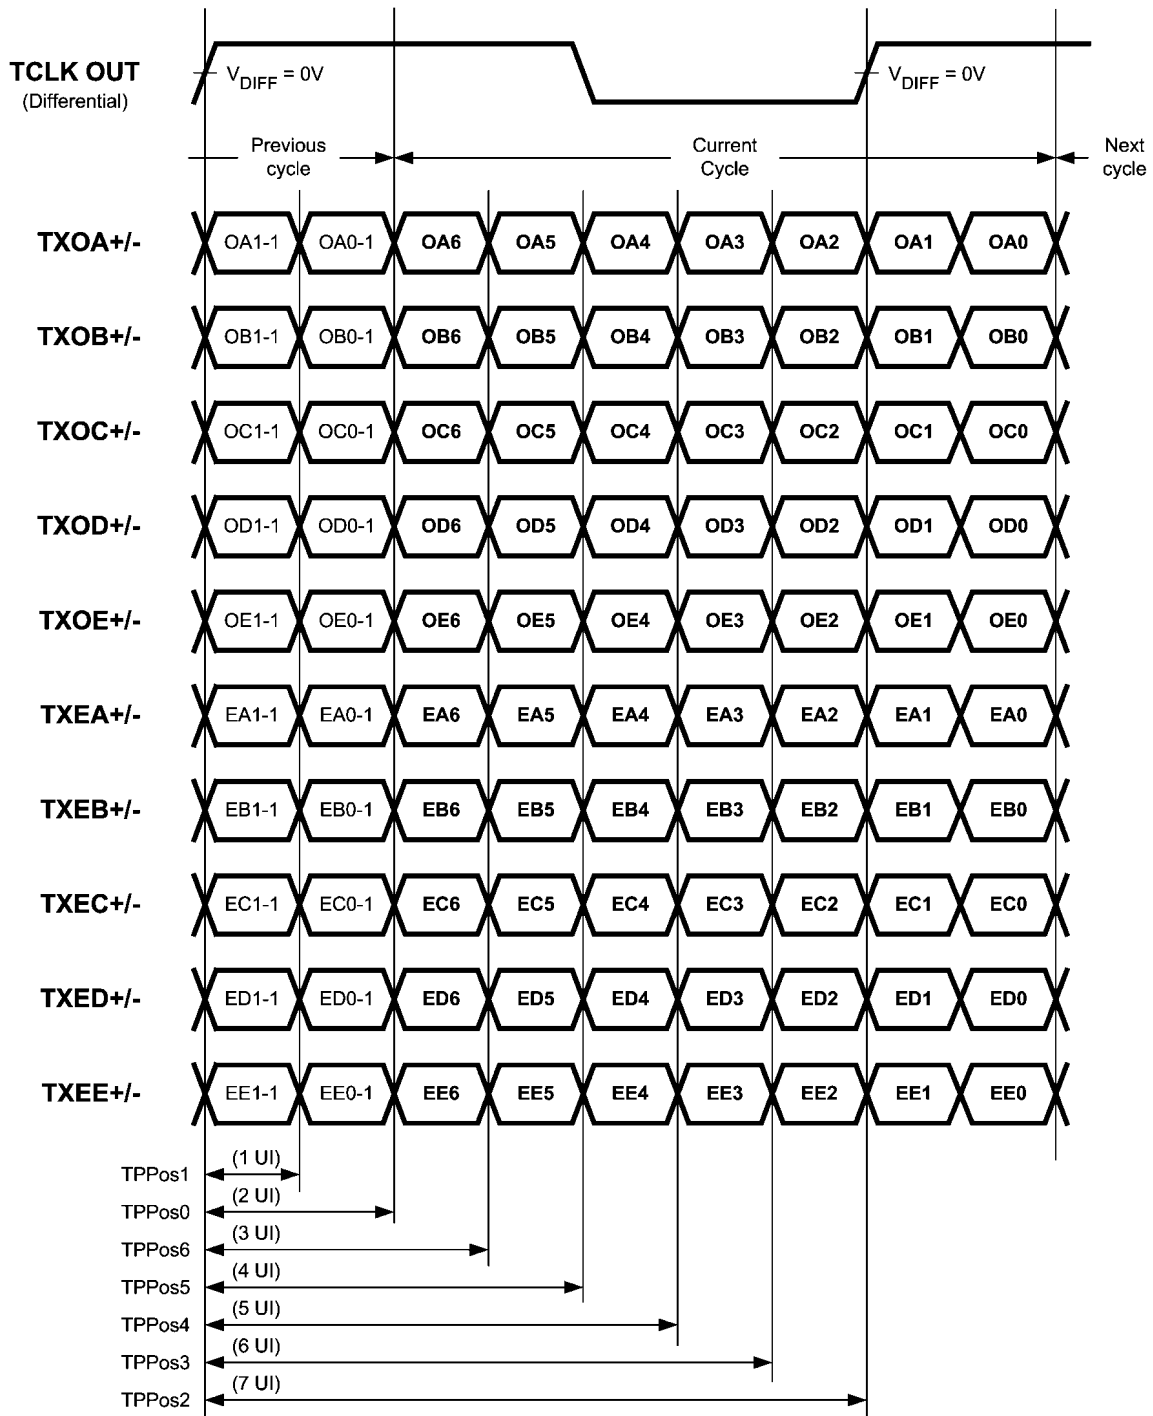 TCLK OUT
(Differential)
VDIFF = 0V
VDIFF = 0V
Previous
cycle
Current
Cycle
Next
cycle
TXOA+/- OA1-1 OA0-1 OA6 OA5 OA4 OA3 OA2 OA1 OA0
TXOB+/- OB1-1 OB0-1 OB6 OB5 OB4 OB3 OB2 OB1 OB0
TXOC+/- OC1-1 OC0-1 OC6 OC5 OC4 OC3 OC2 OC1 OC0
TXOD+/- OD1-1 OD0-1 OD6 OD5 OD4 OD3 OD2 OD1 OD0
TXOE+/- OE1-1 OE0-1 OE6 OE5 OE4 OE3 OE2 OE1 OE0
TXEA+/- EA1-1 EA0-1 EA6 EA5 EA4 EA3 EA2 EA1 EA0
TXEB+/- EB1-1 EB0-1 EB6 EB5 EB4 EB3 EB2 EB1 EB0
TXEC+/- EC1-1 EC0-1 EC6 EC5 EC4 EC3 EC2 EC1 EC0
TXED+/- ED1-1 ED0-1 ED6 ED5 ED4 ED3 ED2 ED1 ED0
TXEE+/- EE1-1 EE0-1 EE6 EE5 EE4 EE3 EE2 EE1 EE0
TPPos1 (1 UI)
TPPos0 (2 UI)
TPPos6 (3 UI)
TPPos5 (4 UI)
TPPos4 (5 UI)
TPPos3 (6 UI)
TPPos2 (7 UI)